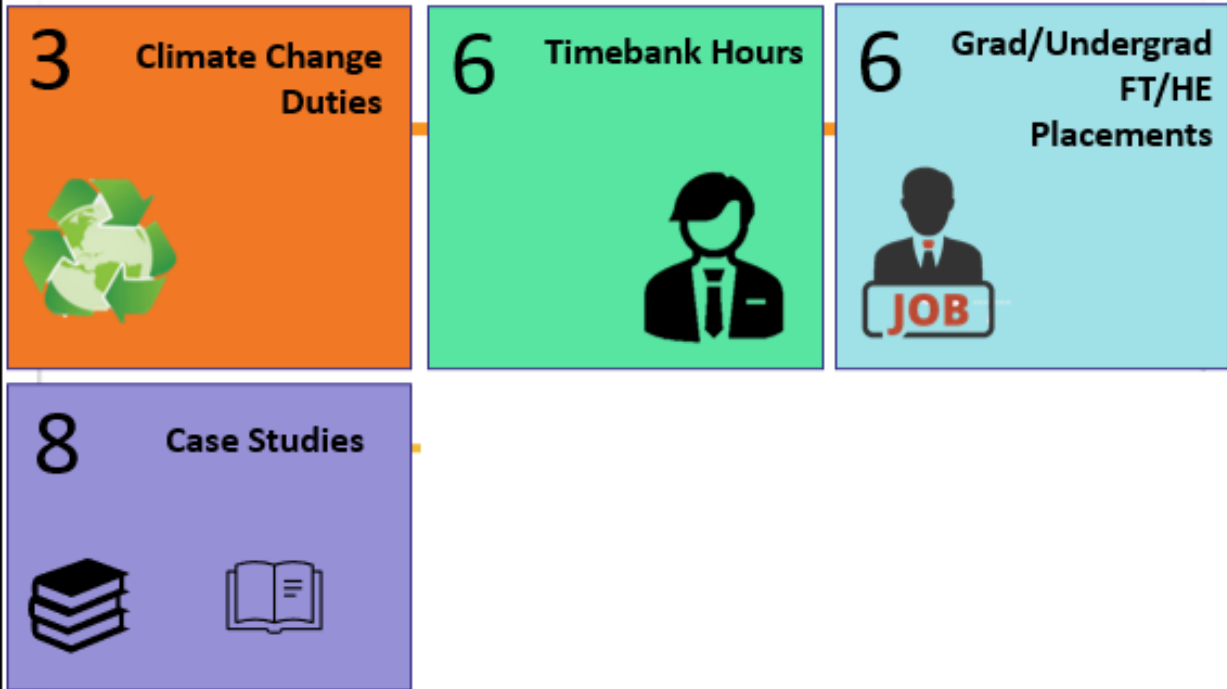 3
Climate Change
Duties
6
Timebank Hours
6
Grad/Undergrad
FT/HE
Placements
JOB
8
Case Studies